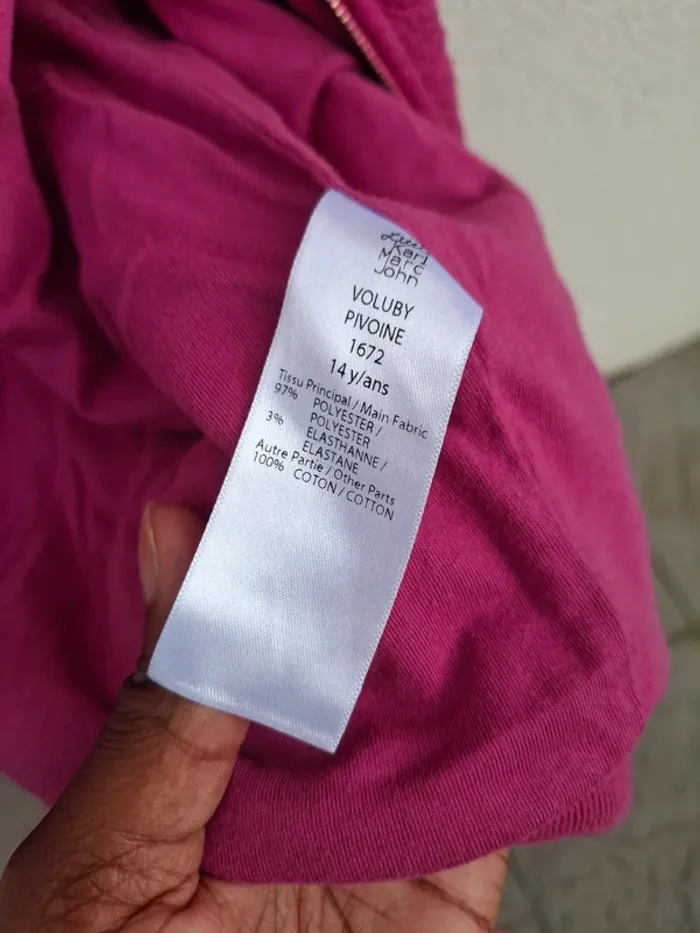 Karl
Marc
John
VOLUBY
PIVOINE
1672
14 y/ans
Tissu Principal / Main Fabric
97% POLYESTER /
POLYESTER
3% ELASTHANNE /
ELASTANE
Autre Partie / Other Parts
100% COTON / COTTON